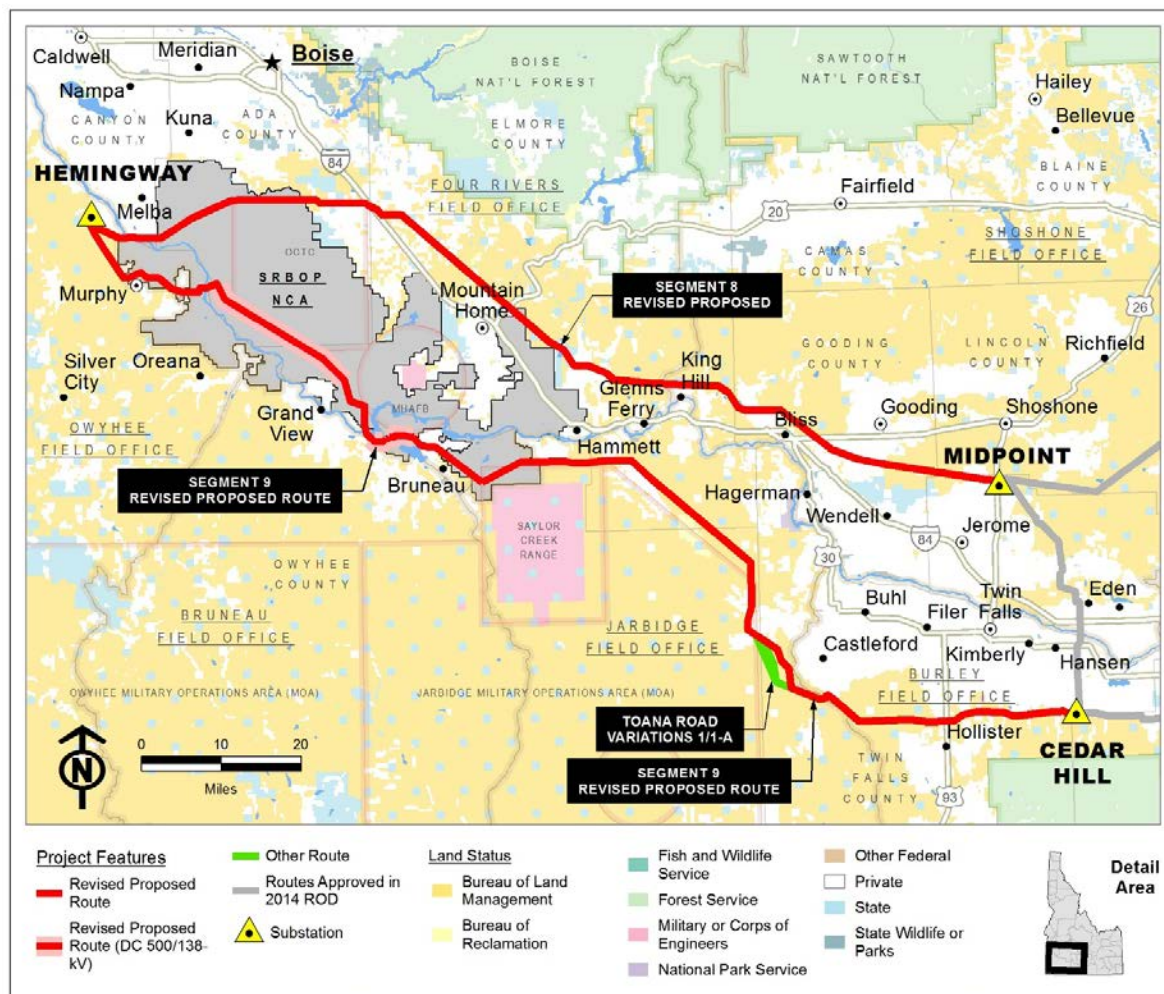 Caldwell
Meridian
Boise
Nampa
Kuna
CANYON
COUNTY
ADA
COUNTY
84
BOISE
NAT'L FOREST
SAWTOOTH
NAT'L FOREST
ELMORE
COUNTY
Hailey
Bellevue
BLAINE
COUNTY
HEMINGWAY
Melba
FOUR RIVERS
FIELD OFFICE
Fairfield
20
CAMAS
COUNTY
SHOSHONE
FIELD OFFICE
OCTC
SRBOP
NCA
Murphy
Mountain
Home
SEGMENT 8
REVISED PROPOSED
26
Silver
City
Oreana
King
Hill
GOODING
COUNTY
LINCOLN
COUNTY
Richfield
Grand
View
MHAFB
Glenns
Ferry
Bliss
Gooding
Shoshone
OWYHEE
FIELD OFFICE
Hammett
MIDPOINT
SEGMENT 9
REVISED PROPOSED ROUTE
Bruneau
Hagerman
Wendell
84
Jerome
SAYLOR
CREEK
RANGE
30
OWYHEE
COUNTY
Twin
Falls
Eden
Buhl
Filer
BRUNEAU
FIELD OFFICE
JARBIDGE
FIELD OFFICE
Castleford
Kimberly
Hansen
BURLEY
FIELD OFFICE
OWYHEE MILITARY OPERATIONS AREA (MOA)
JARBIDGE MILITARY OPERATIONS AREA (MOA)
TOANA ROAD
VARIATIONS 1/1-A
Hollister
CEDAR
HILL
SEGMENT 9
REVISED PROPOSED ROUTE
TWIN
FALLS
COUNTY
93
N
0 10 20
Miles
Project Features
Revised Proposed
Route
Revised Proposed
Route (DC 500/138-
kV)
Other Route
Routes Approved in
2014 ROD
Substation
Land Status
Bureau of Land
Management
Bureau of
Reclamation
Fish and Wildlife
Service
Forest Service
Military or Corps of
Engineers
National Park Service
Other Federal
Private
State
State Wildlife or
Parks
Detail
Area